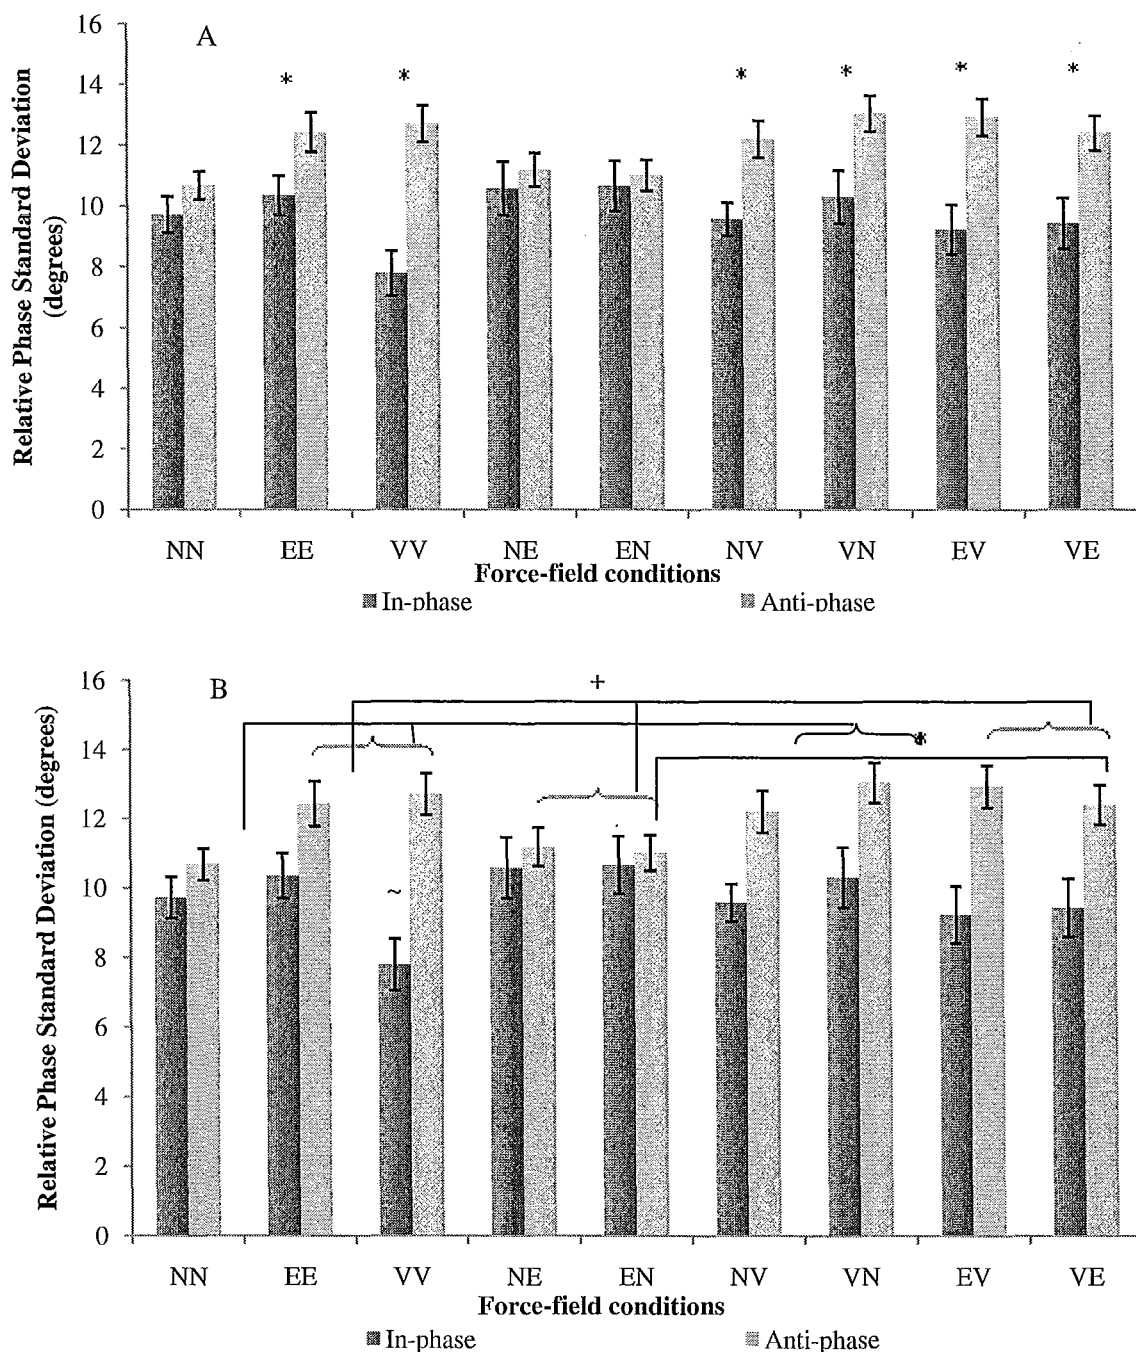 A
Relative Phase Standard Deviation
(degrees)
16
14
12
10
8
6
4
2
0
* * * * * *
NN EE VV NE EN NV VN EV VE
Force-field conditions
In-phase Anti-phase
B
Relative Phase Standard Deviation (degrees)
16
14
12
10
8
6
4
2
0
+
*
~
NN EE VV NE EN NV VN EV VE
Force-field conditions
In-phase Anti-phase